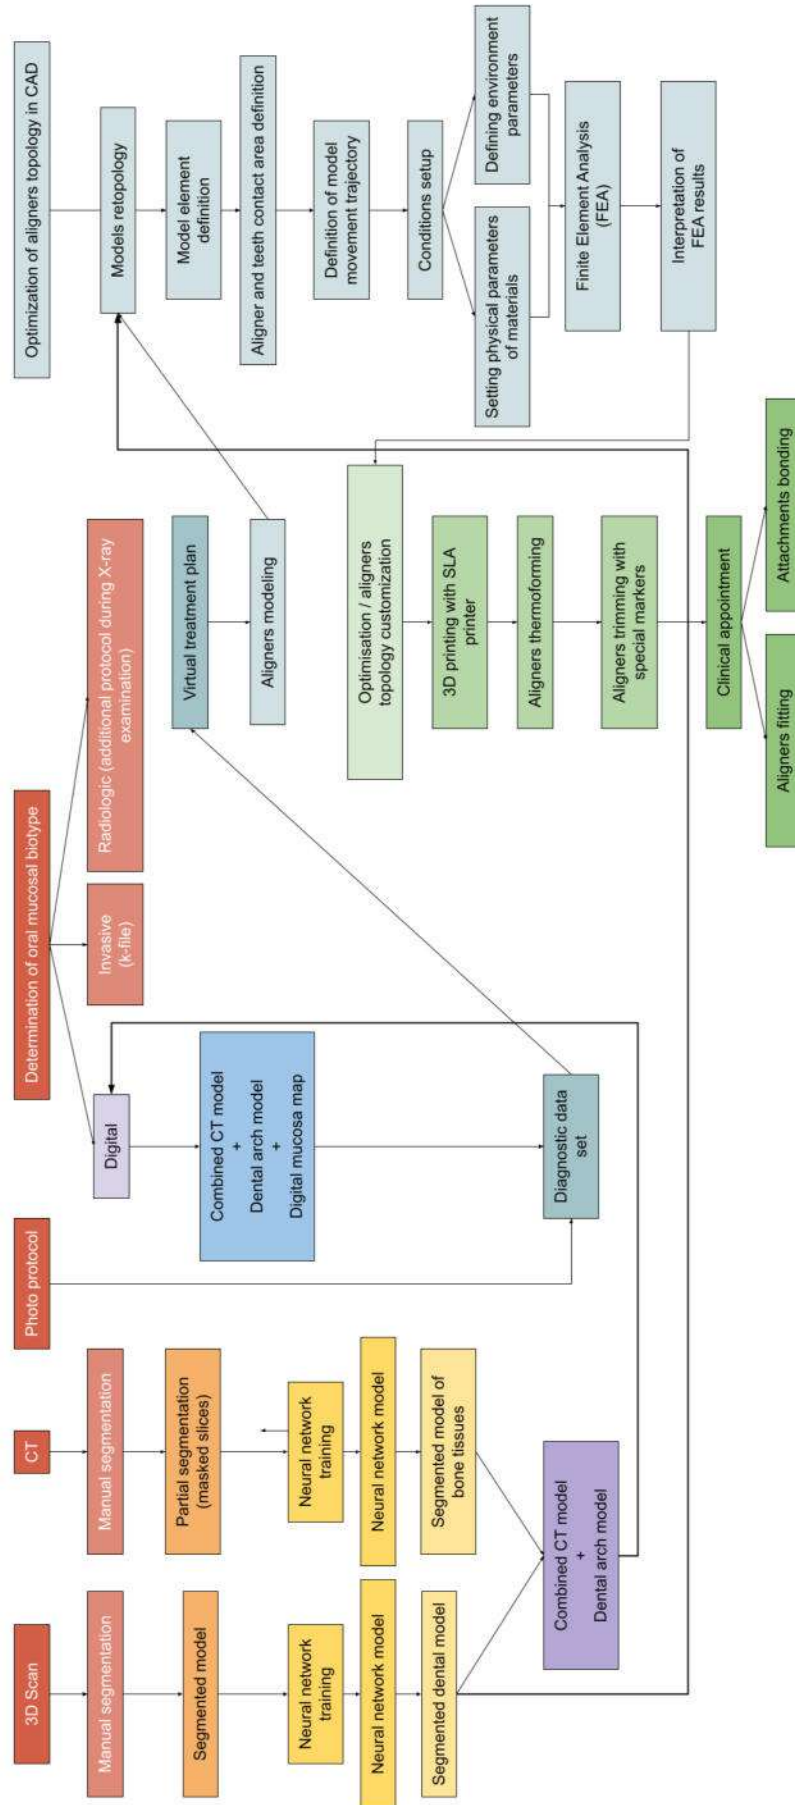 3D Scan
Manual segmentation
Segmented model
Neural network
training
Neural network model
Segmented dental model
CT
Manual segmentation
Partial segmentation
(masked slices)
Neural network
training
Neural network model
Segmented model of
bone tissues
Combined CT model
+
Dental arch model
Photo protocol
Determination of oral mucosal biotype
Digital
Invasive
(k-file)
Radiologic (additional protocol during X-ray
examination)
Combined CT model
+
Dental arch model
+
Digital mucosa map
Diagnostic data
set
Virtual treatment plan
Aligners modeling
Optimization of aligners topology in CAD
Models retopology
Model element
definition
Aligner and teeth contact area definition
Definition of model
movement trajectory
Conditions setup
Setting physical parameters
of materials
Defining environment
parameters
Finite Element Analysis
(FEA)
Interpretation of
FEA results
Optimisation / aligners
topology customization
3D printing with SLA
printer
Aligners thermoforming
Aligners trimming with
special markers
Clinical appointment
Aligners fitting
Attachments bonding